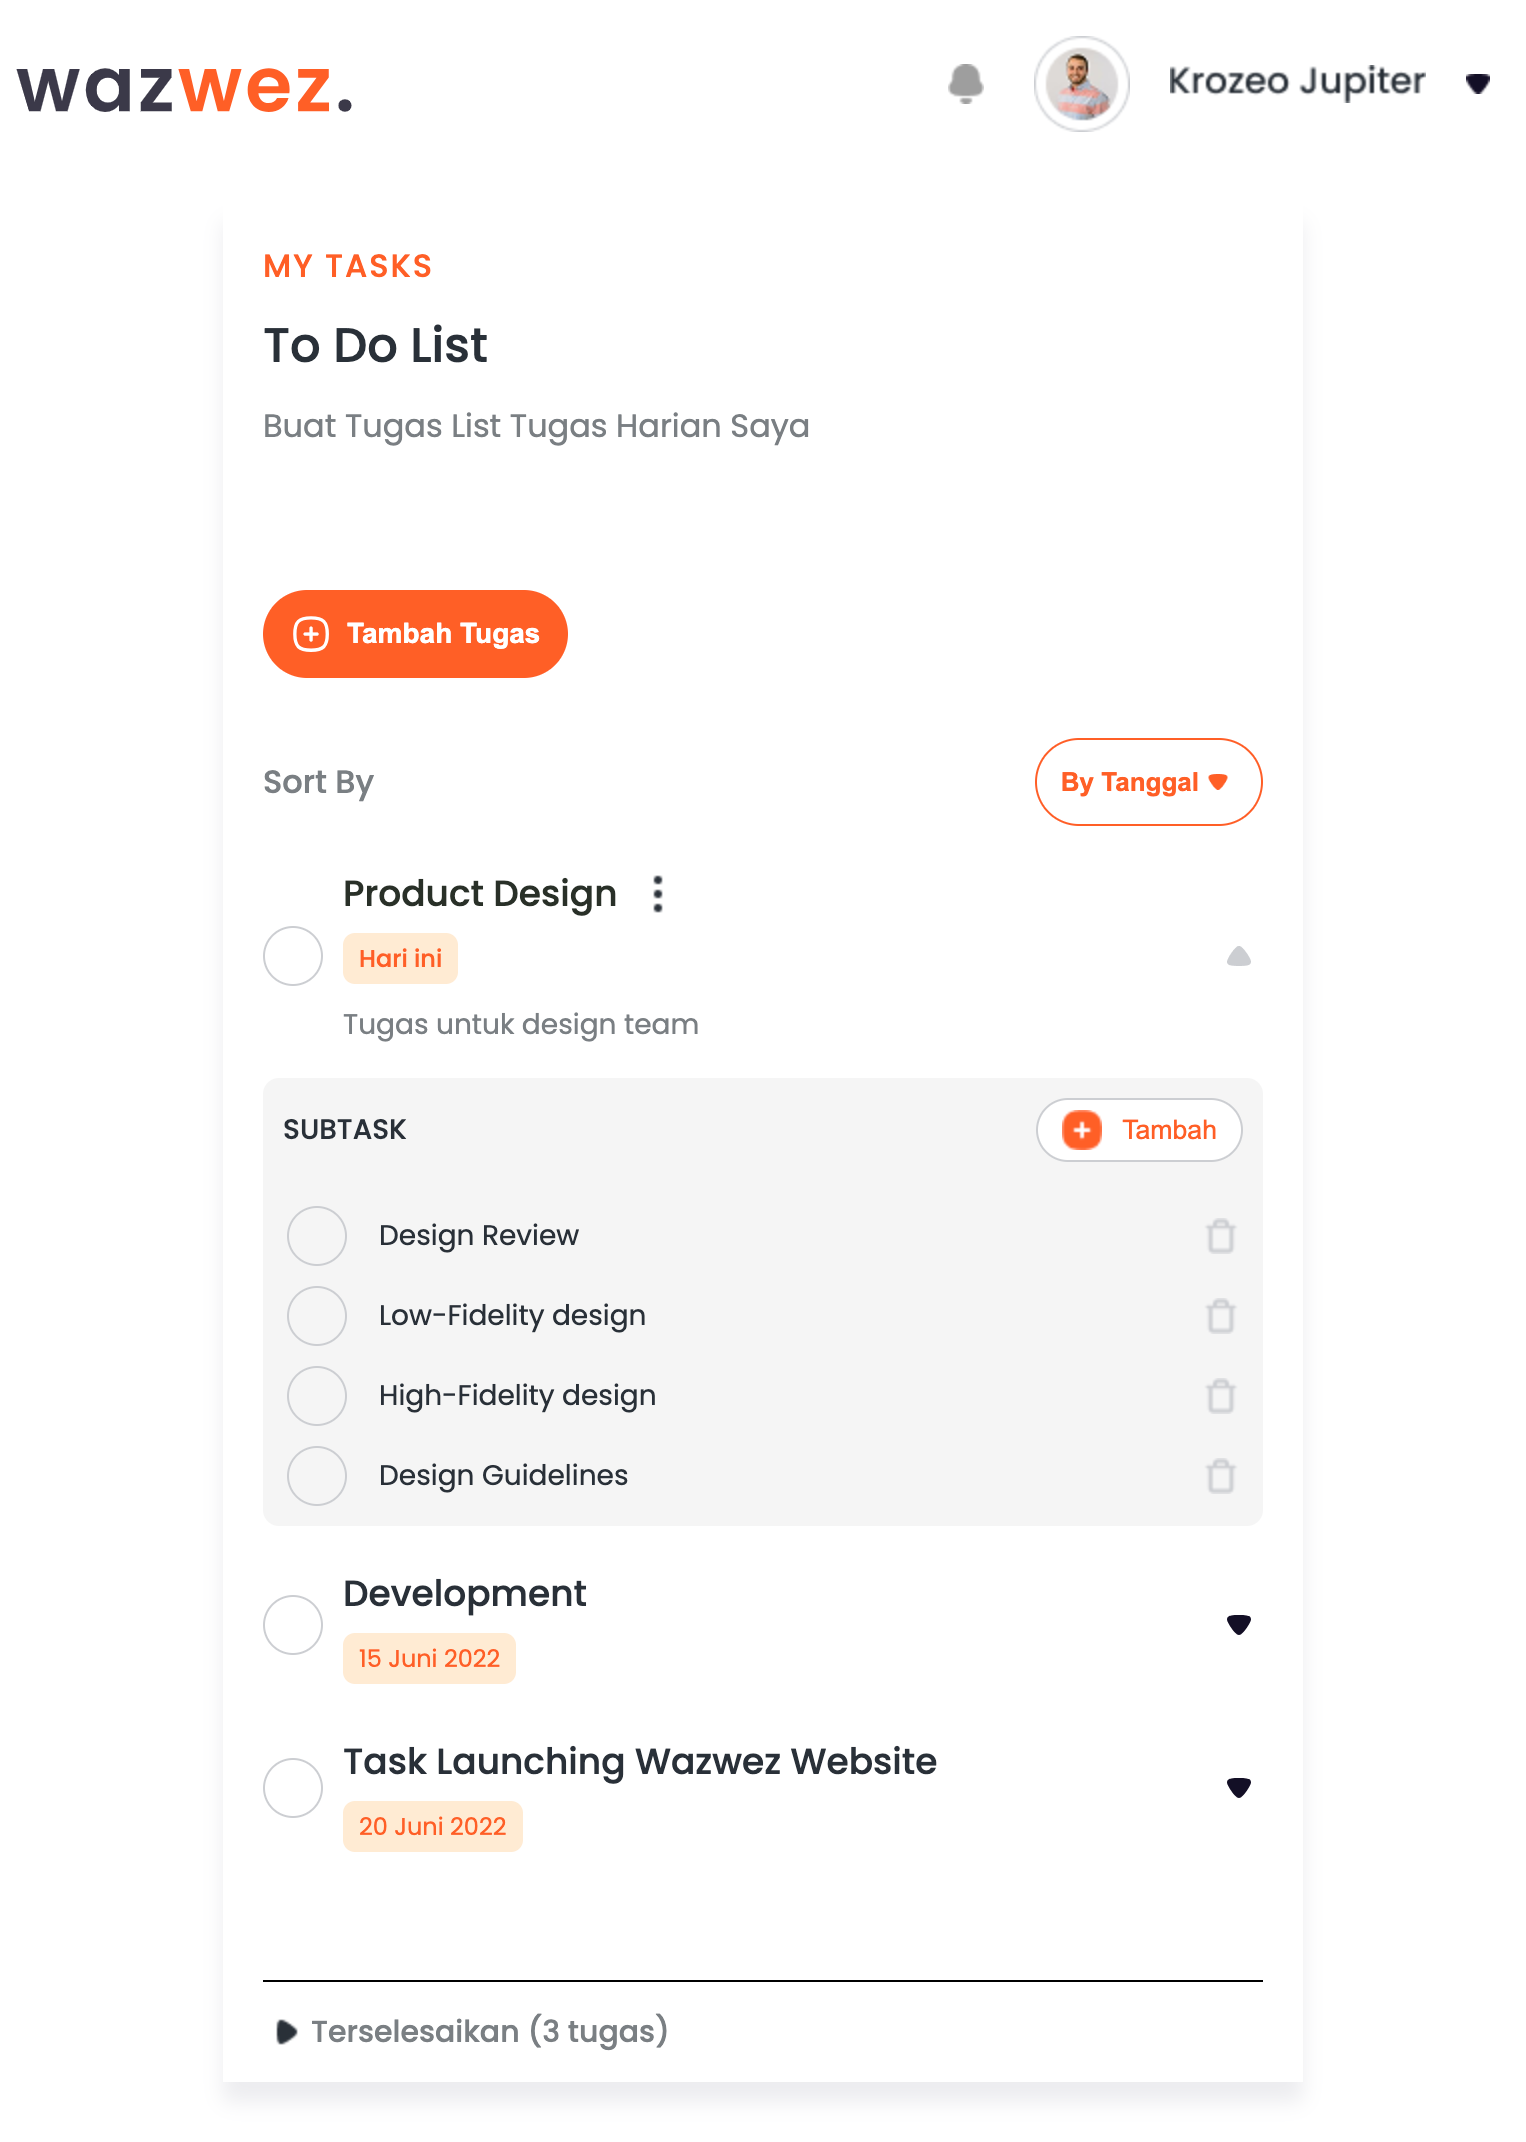 wazwez.
Krozeo Jupiter
MY TASKS
To Do List
Buat Tugas List Tugas Harian Saya
Tambah Tugas
Sort By
By Tanggal
Product Design
Hari ini
Tugas untuk design team
SUBTASK
Tambah
Design Review
Low-Fidelity design
High-Fidelity design
Design Guidelines
Development
15 Juni 2022
Task Launching Wazwez Website
20 Juni 2022
Terselesaikan (3 tugas)